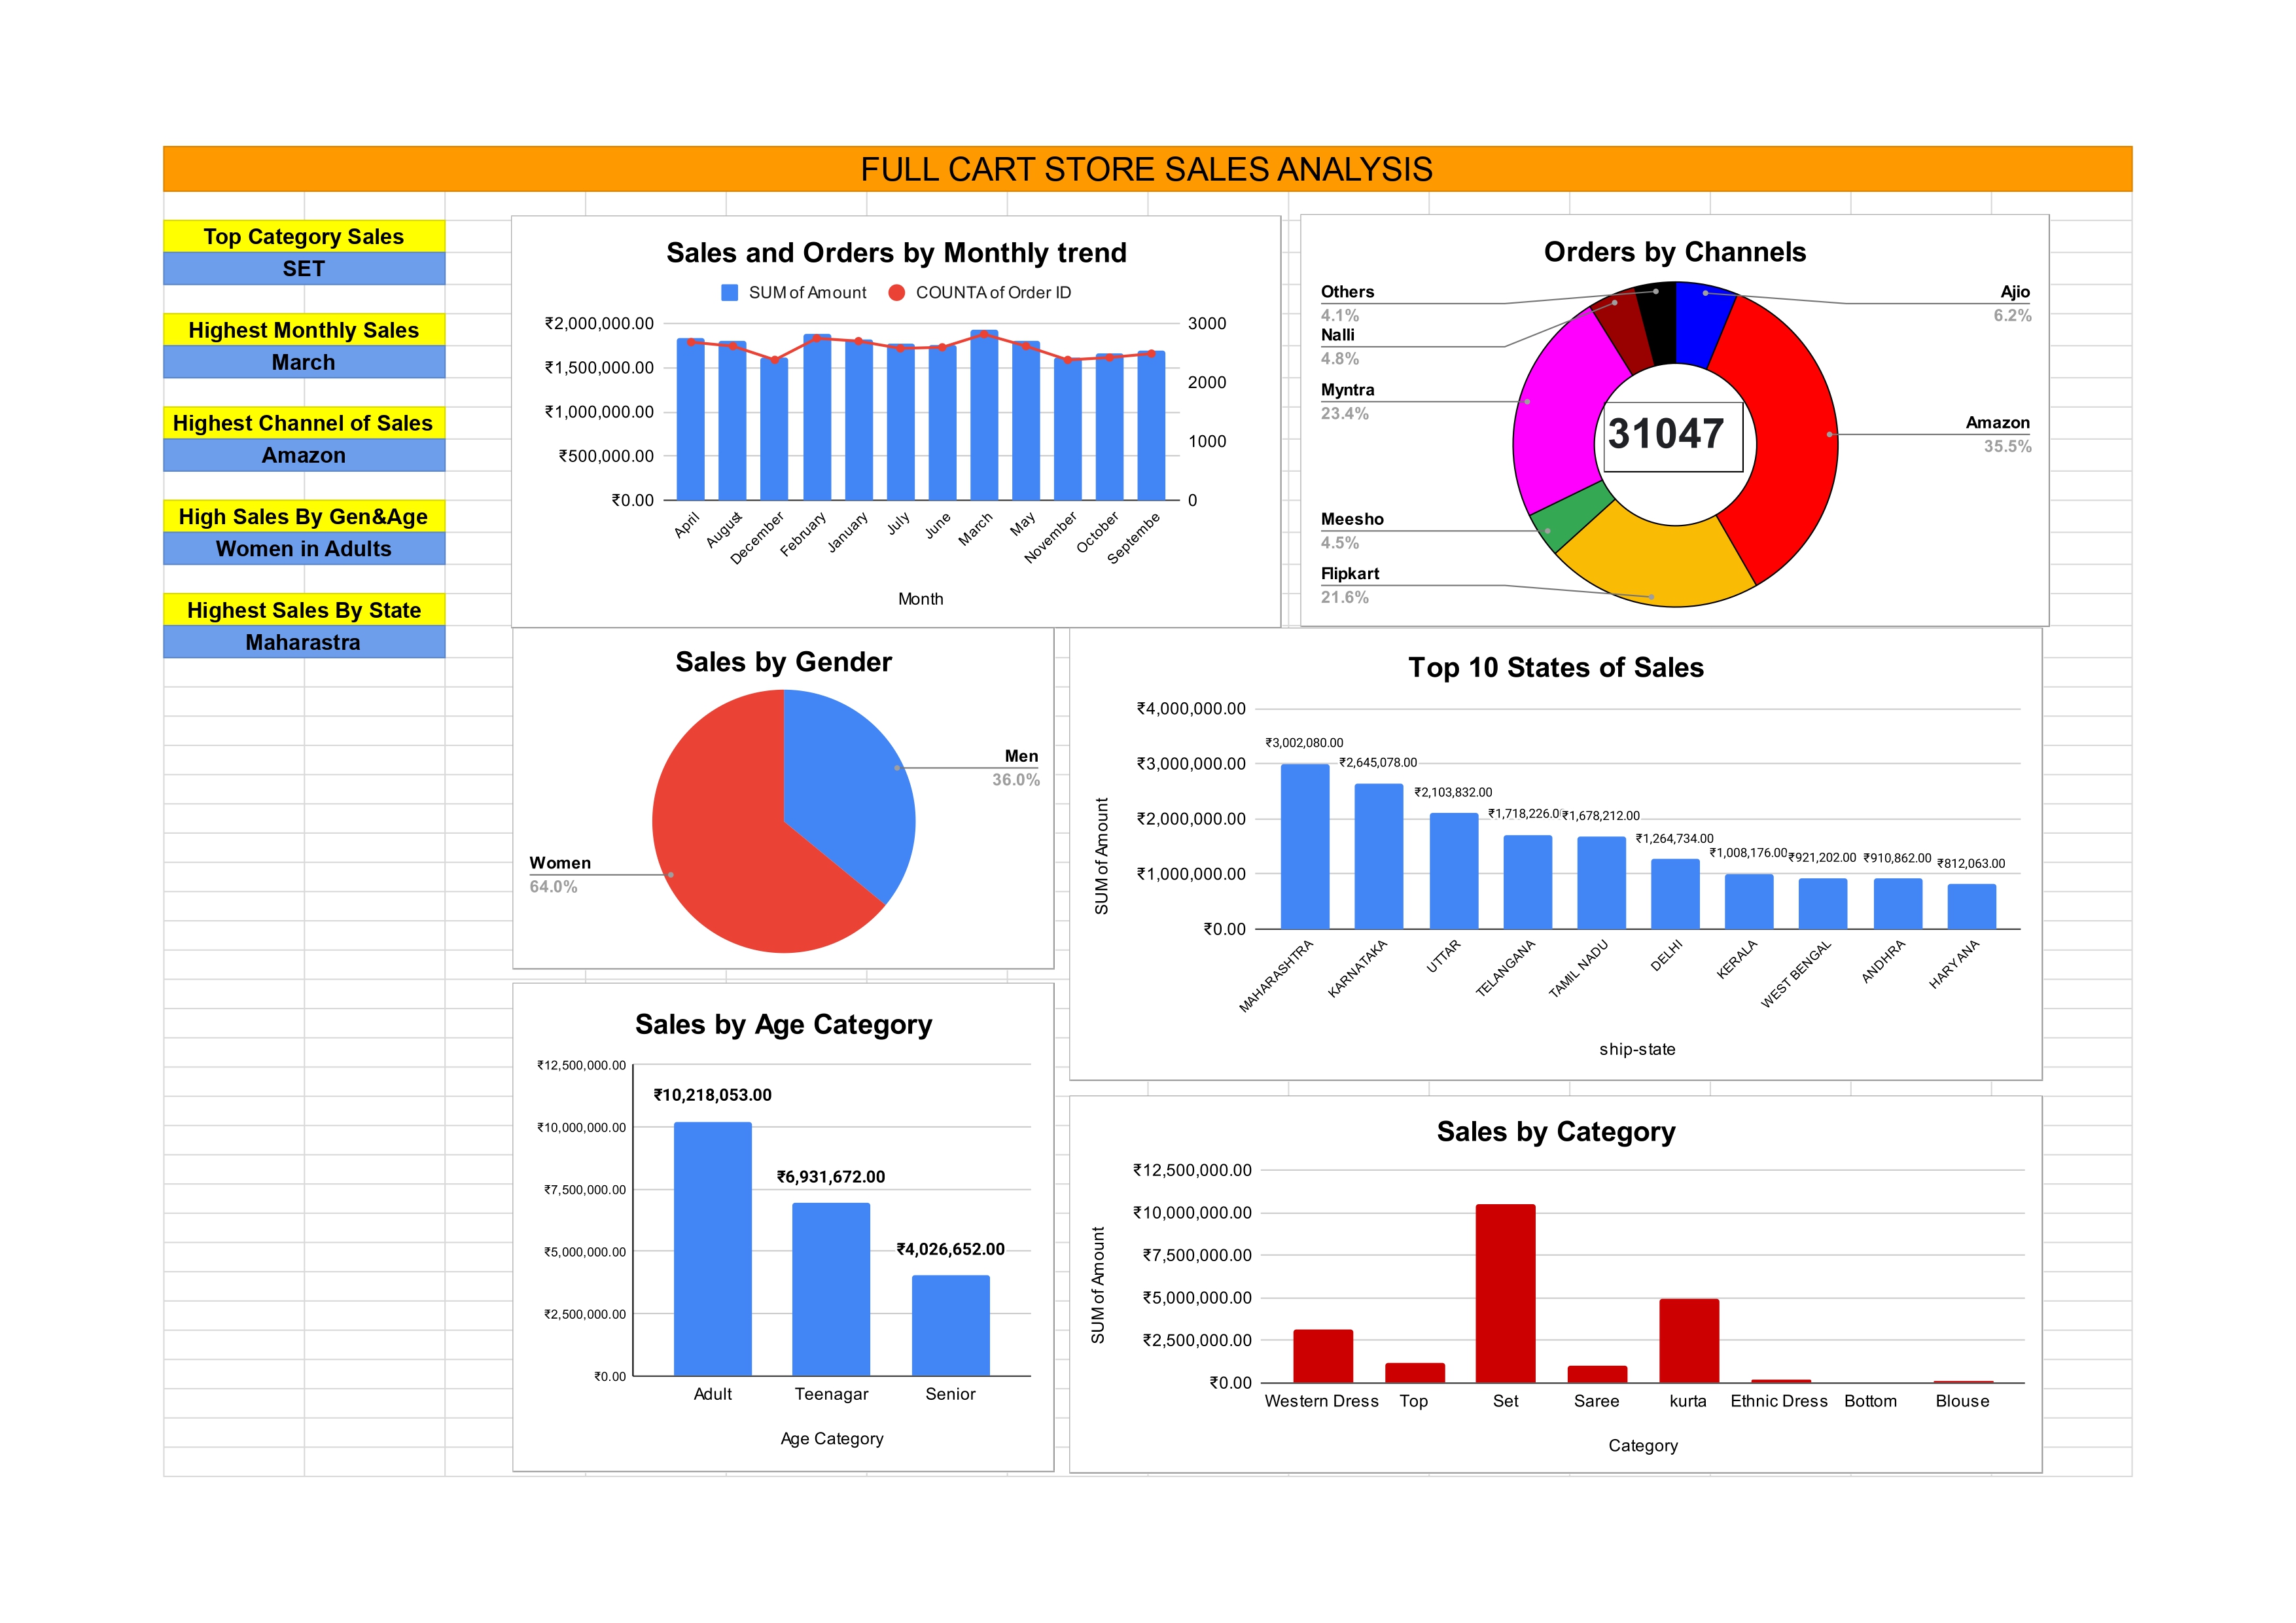 FULL CART STORE SALES ANALYSIS
Top Category Sales
SET
Highest Monthly Sales
March
Highest Channel of Sales
Amazon
High Sales By Gen&Age
Women in Adults
Highest Sales By State
Maharastra
Sales and Orders by Monthly trend
SUM of Amount
COUNTA of Order ID
₹2,000,000.00
₹1,500,000.00
₹1,000,000.00
₹500,000.00
₹0.00
3000
2000
1000
0
April
August
December
February
January
July
June
March
May
November
October
Septembe
Month
Orders by Channels
Others
4.1%
Nalli
4.8%
Myntra
23.4%
Meesho
4.5%
Flipkart
21.6%
Ajio
6.2%
Amazon
35.5%
31047
Sales by Gender
Men
36.0%
Women
64.0%
Top 10 States of Sales
SUM of Amount
₹4,000,000.00
₹3,000,000.00
₹2,000,000.00
₹1,000,000.00
₹0.00
₹3,002,080.00
₹2,645,078.00
₹2,103,832.00
₹1,718,226.0
₹1,678,212.00
₹1,264,734.00
₹1,008,176.00
₹921,202.00
₹910,862.00
₹812,063.00
MAHARASHTRA
KARNATAKA
UTTAR
TELANGANA
TAMIL NADU
DELHI
KERALA
WEST BENGAL
ANDHRA
HARYANA
ship-state
Sales by Age Category
₹12,500,000.00
₹10,000,000.00
₹7,500,000.00
₹5,000,000.00
₹2,500,000.00
₹0.00
₹10,218,053.00
₹6,931,672.00
₹4,026,652.00
Adult
Teenagar
Senior
Age Category
Sales by Category
SUM of Amount
₹12,500,000.00
₹10,000,000.00
₹7,500,000.00
₹5,000,000.00
₹2,500,000.00
₹0.00
Western Dress
Top
Set
Saree
kurta
Ethnic Dress
Bottom
Blouse
Category